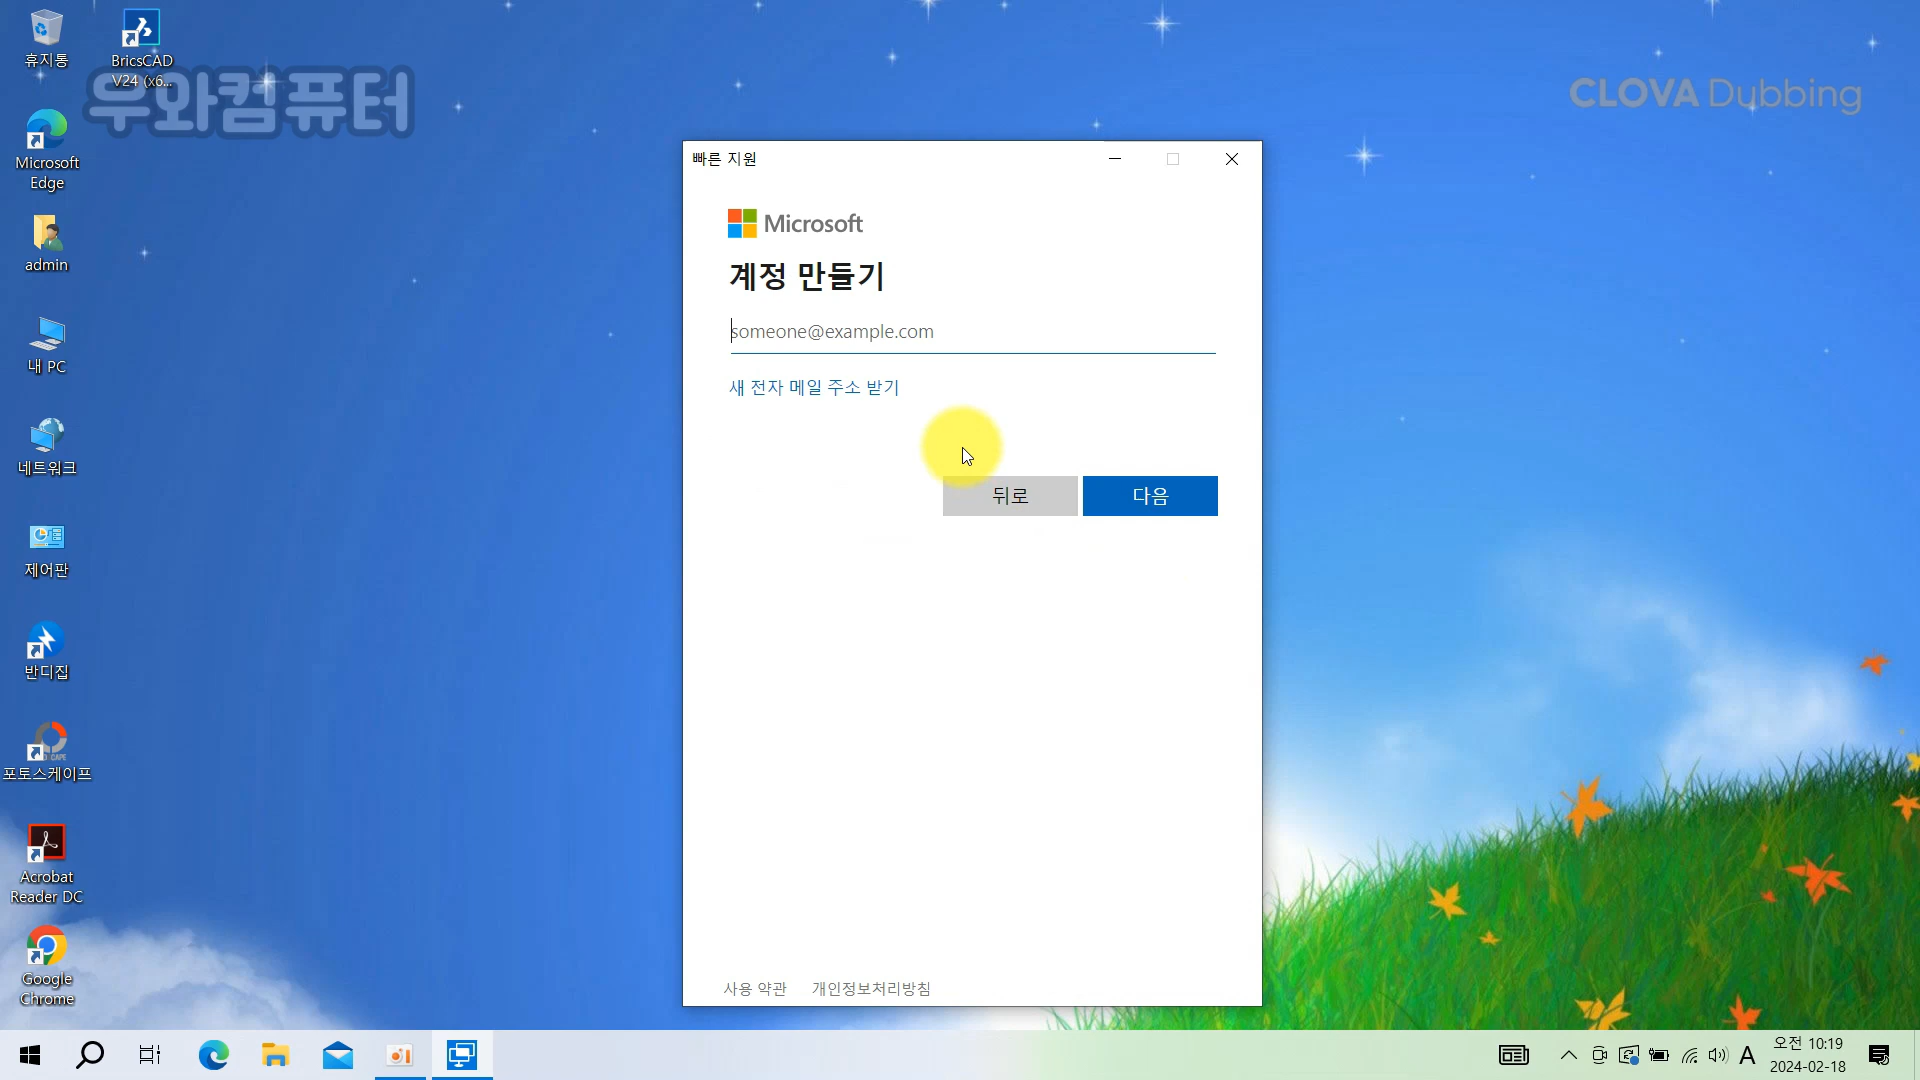 휴지통
BricsCAD
V24 (x6...
우와컴퓨터
CLOVA Dubbing
Microsoft
Edge
admin
내 PC
네트워크
제어판
반디집
포토스케이프
Acrobat
Reader DC
Google
Chrome
빠른 지원
Microsoft
계정 만들기
someone@example.com
새 전자 메일 주소 받기
뒤로
다음
사용 약관 개인정보처리방침
A
오전 10:19
2024-02-18